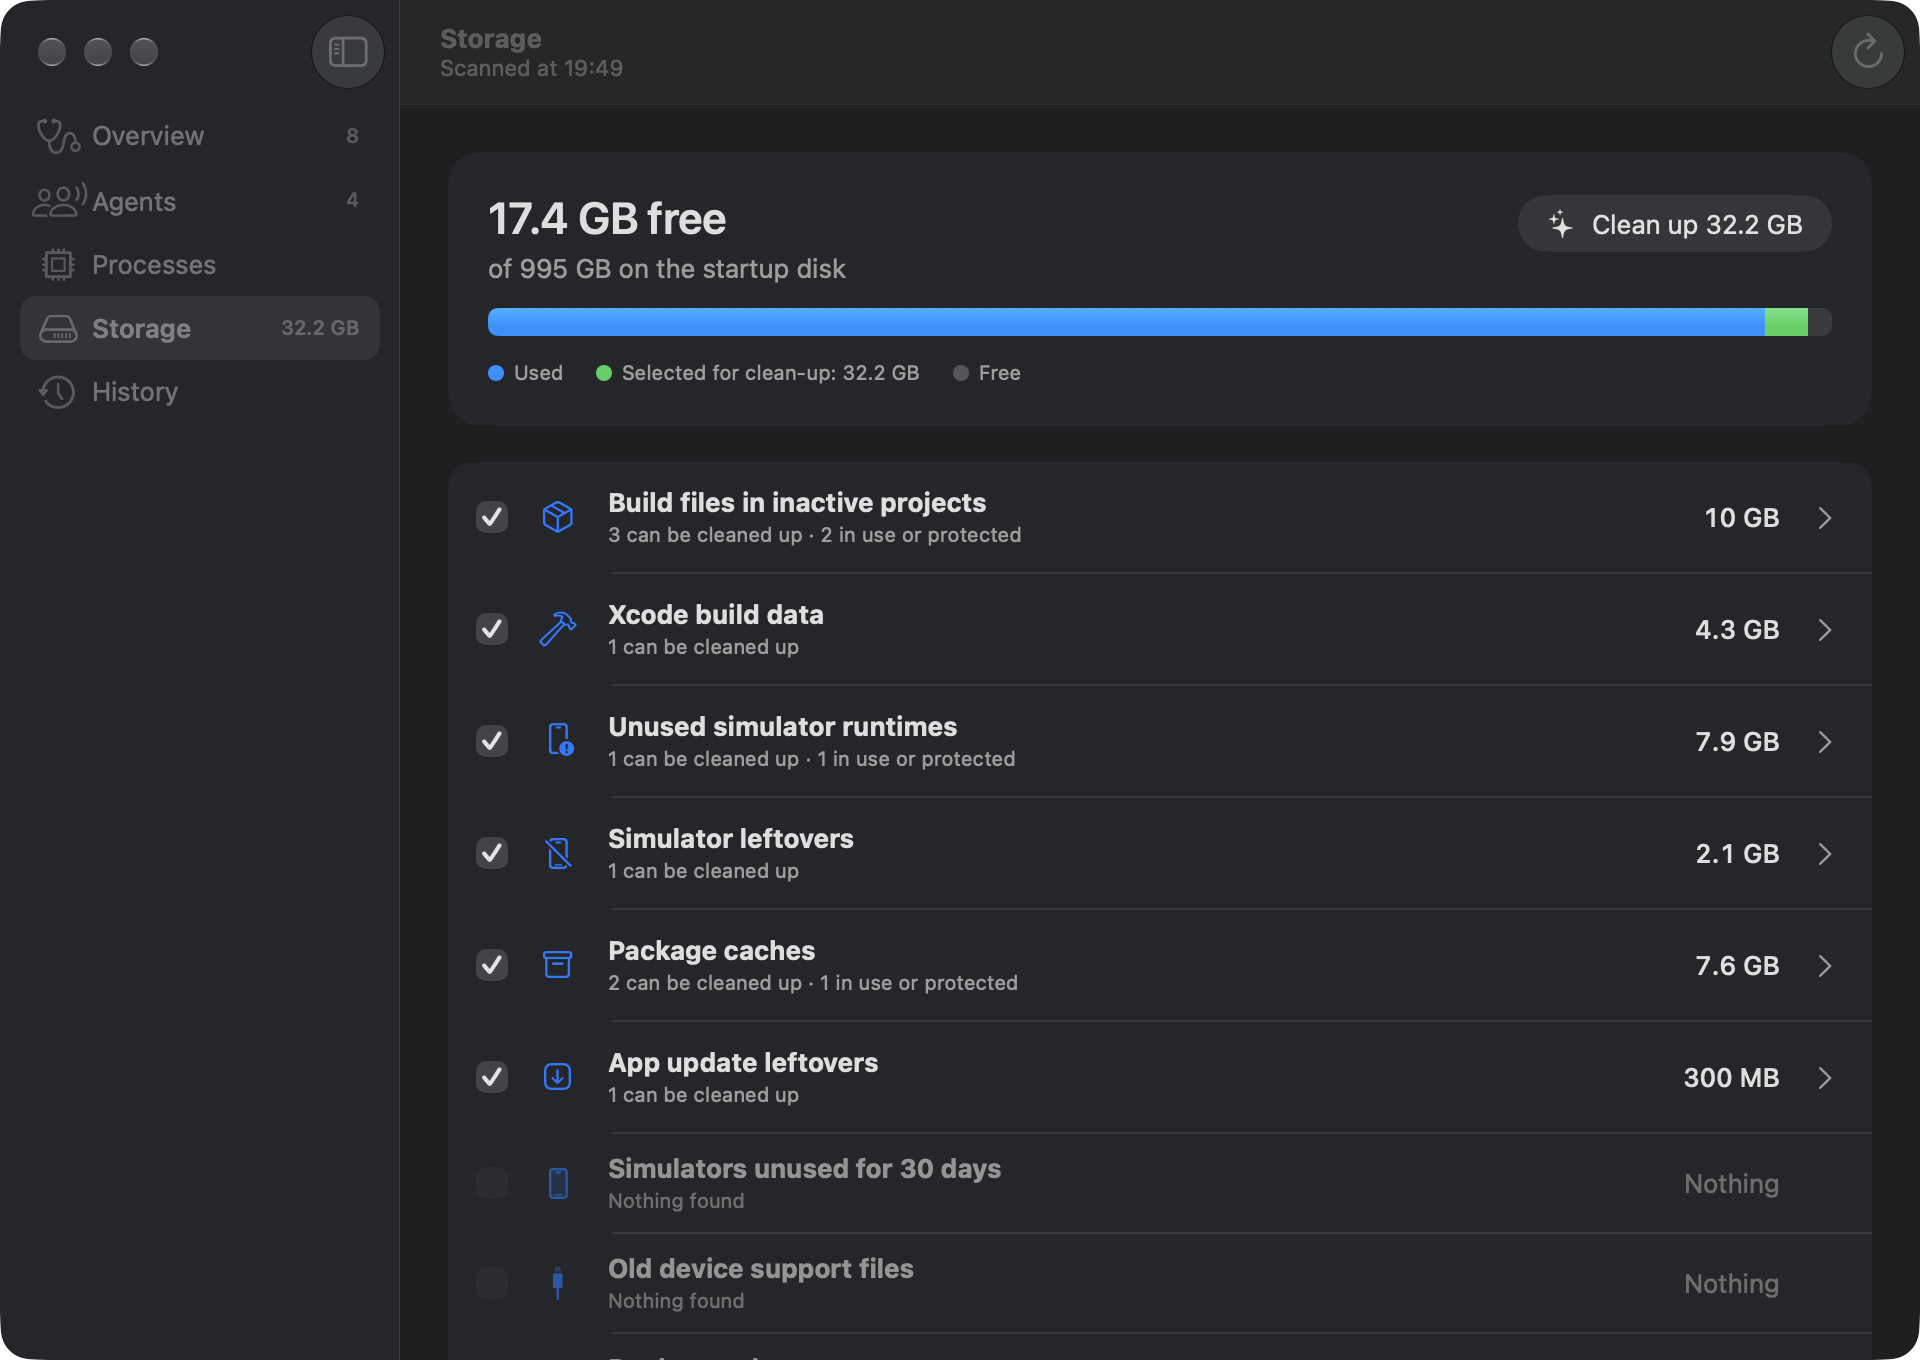 Storage
Scanned at 19:49
Overview 8
Agents 4
Processes
Storage 32.2 GB
History
17.4 GB free
of 995 GB on the startup disk
Clean up 32.2 GB
Used
Selected for clean-up: 32.2 GB
Free
Build files in inactive projects
3 can be cleaned up · 2 in use or protected
10 GB
Xcode build data
1 can be cleaned up
4.3 GB
Unused simulator runtimes
1 can be cleaned up · 1 in use or protected
7.9 GB
Simulator leftovers
1 can be cleaned up
2.1 GB
Package caches
2 can be cleaned up · 1 in use or protected
7.6 GB
App update leftovers
1 can be cleaned up
300 MB
Simulators unused for 30 days
Nothing found
Nothing
Old device support files
Nothing found
Nothing